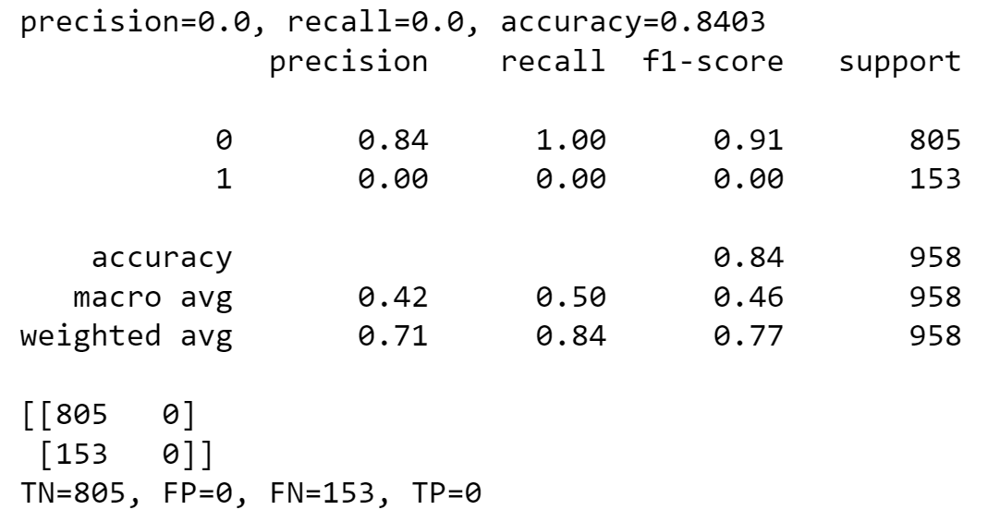 precision=0.0, recall=0.0, accuracy=0.8403
              precision    recall  f1-score   support

           0       0.84      1.00      0.91       805
           1       0.00      0.00      0.00       153

    accuracy                           0.84       958
   macro avg       0.42      0.50      0.46       958
weighted avg       0.71      0.84      0.77       958

[[805   0]
 [153   0]]
TN=805, FP=0, FN=153, TP=0